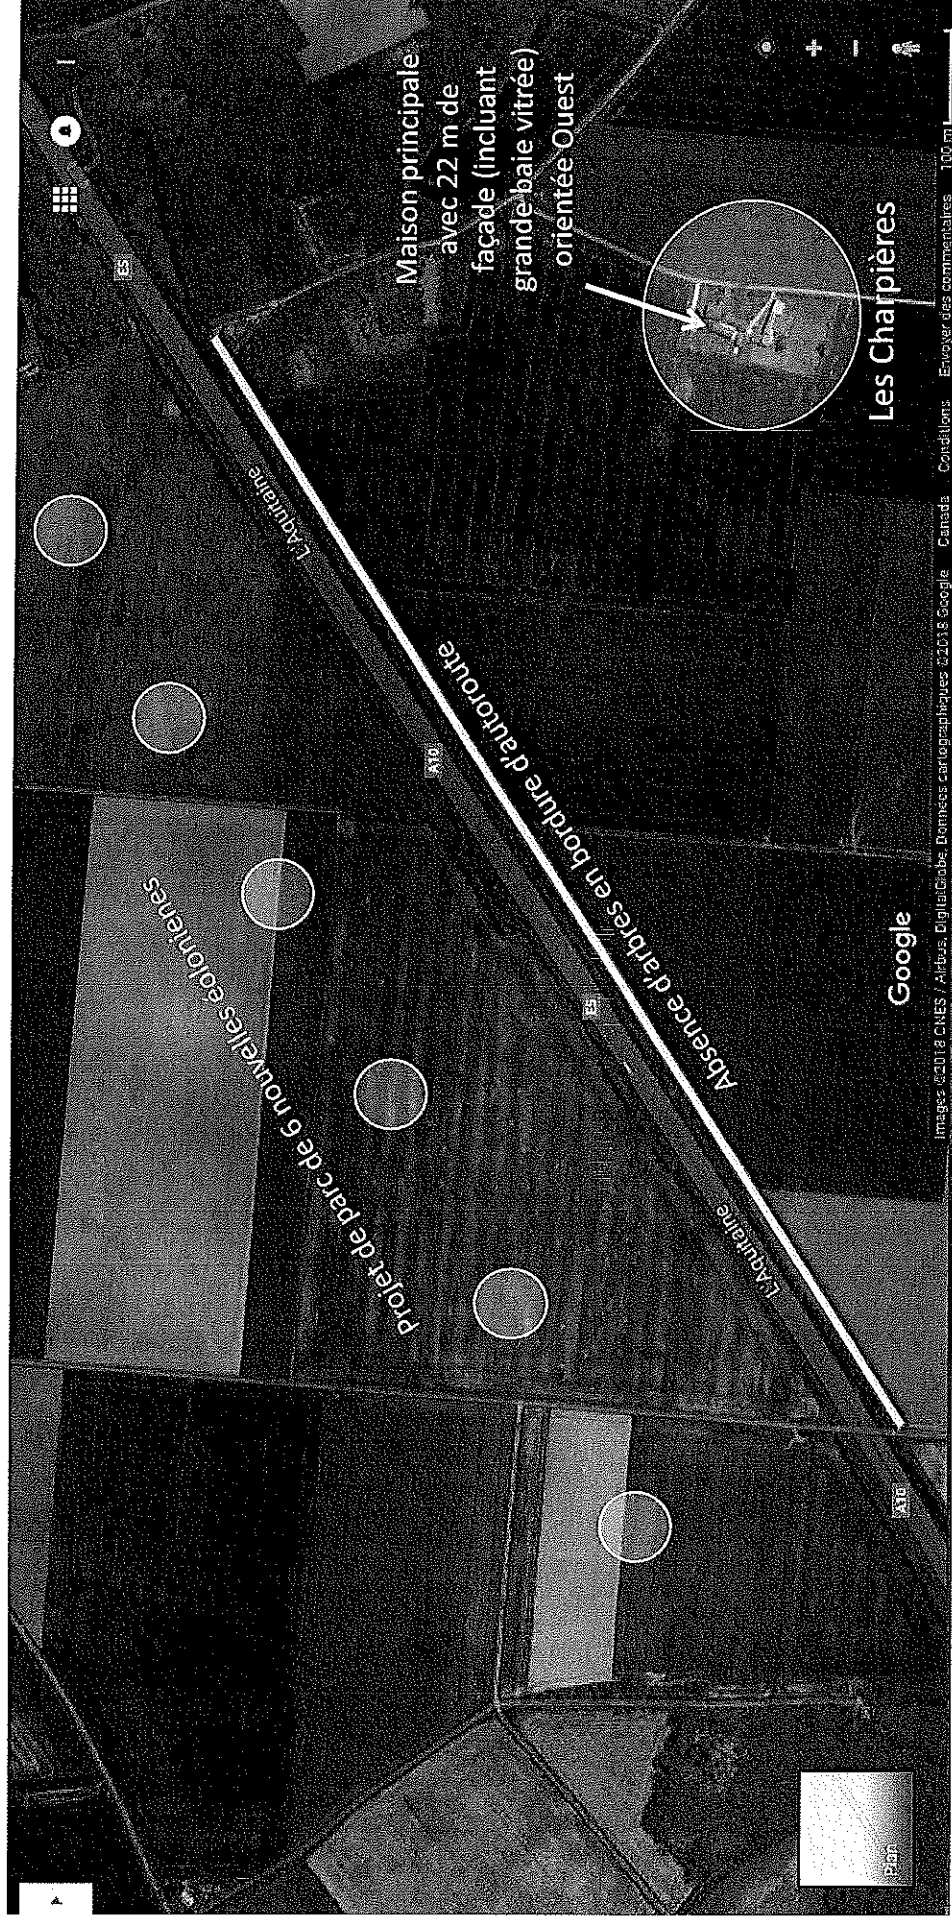 E5
L'Aquitaine
Projet de parc de 6 nouvelles éoloniènes
A10
Absence d'arbres en bordure d'autoroute
E5
L'Aquitaine
A10
Maison principale
avec 22 m de
façade (incluant
grande baie vitrée)
orientée Ouest
Les Charpières
Plan
Google
Images ©2018 CNES / Airbus, DigitalGlobe, Données cartographiques ©2018 Google Canada Conditions Envoyer des commentaires 100 m